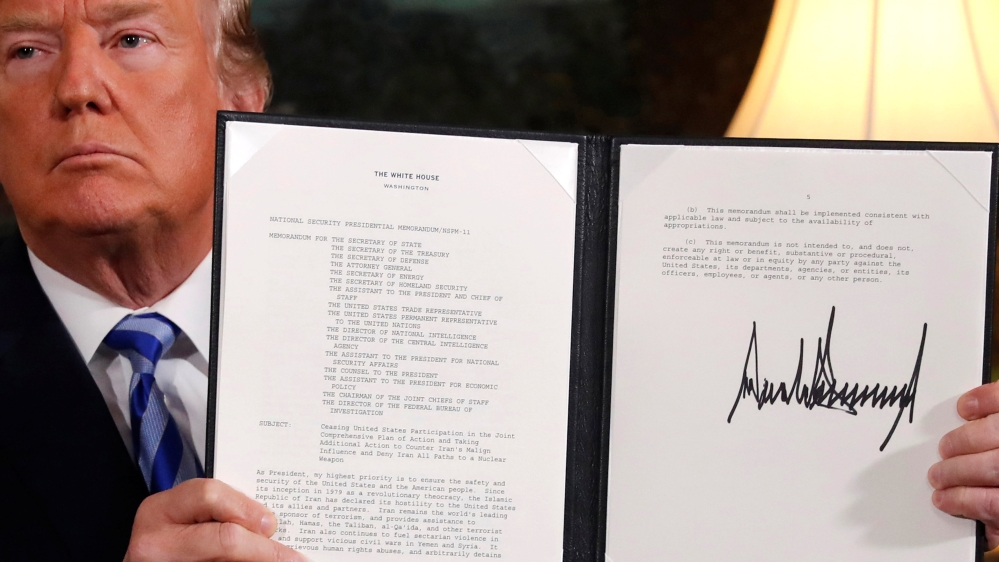 THE WHITE HOUSE
WASHINGTON
NATIONAL SECURITY PRESIDENTIAL MEMORANDUM/NSPM-11
MEMORANDUM FOR THE SECRETARY OF STATE
THE SECRETARY OF THE TREASURY
THE SECRETARY OF DEFENSE
THE ATTORNEY GENERAL
THE SECRETARY OF ENERGY
THE SECRETARY OF HOMELAND SECURITY
THE ASSISTANT TO THE PRESIDENT AND CHIEF OF
STAFF
THE UNITED STATES TRADE REPRESENTATIVE
THE UNITED STATES PERMANENT REPRESENTATIVE
TO THE UNITED NATIONS
THE DIRECTOR OF NATIONAL INTELLIGENCE
THE DIRECTOR OF THE CENTRAL INTELLIGENCE
AGENCY
THE ASSISTANT TO THE PRESIDENT FOR NATIONAL
SECURITY AFFAIRS
THE COUNSEL TO THE PRESIDENT
THE ASSISTANT TO THE PRESIDENT FOR ECONOMIC
POLICY
THE CHAIRMAN OF THE JOINT CHIEFS OF STAFF
THE DIRECTOR OF THE FEDERAL BUREAU OF
INVESTIGATION
SUBJECT: Ceasing United States Participation in the Joint
Comprehensive Plan of Action and Taking
Additional Action to Counter Iran's Malign
Influence and Deny Iran All Paths to a Nuclear
Weapon
As President, my highest priority is to ensure the safety and
security of the United States and the American people. Since
its inception in 1979 as a revolutionary theocracy, the Islamic
Republic of Iran has declared its hostility to the United States
its allies and partners. Iran remains the world's leading
sponsor of terrorism, and provides assistance to
lah, Hamas, the Taliban, al-Qa'ida, and other terrorist
ks. Iran also continues to fuel sectarian violence in
and support vicious civil wars in Yemen and Syria. It
rievous human rights abuses, and arbitrarily detains
5
(b) This memorandum shall be implemented consistent with
applicable law and subject to the availability of
appropriations.
(c) This memorandum is not intended to, and does not,
create any right or benefit, substantive or procedural,
enforceable at law or in equity by any party against the
United States, its departments, agencies, or entities, its
officers, employees, or agents, or any other person.